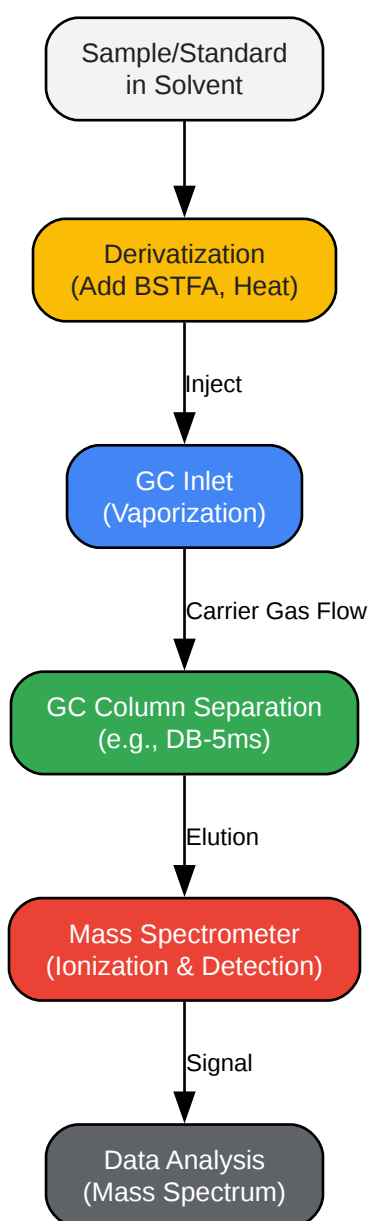 Sample/Standard
in Solvent
Derivatization
(Add BSTFA, Heat)
Inject
GC Inlet
(Vaporization)
Carrier Gas Flow
GC Column Separation
(e.g., DB-5ms)
Elution
Mass Spectrometer
(Ionization & Detection)
Signal
Data Analysis
(Mass Spectrum)